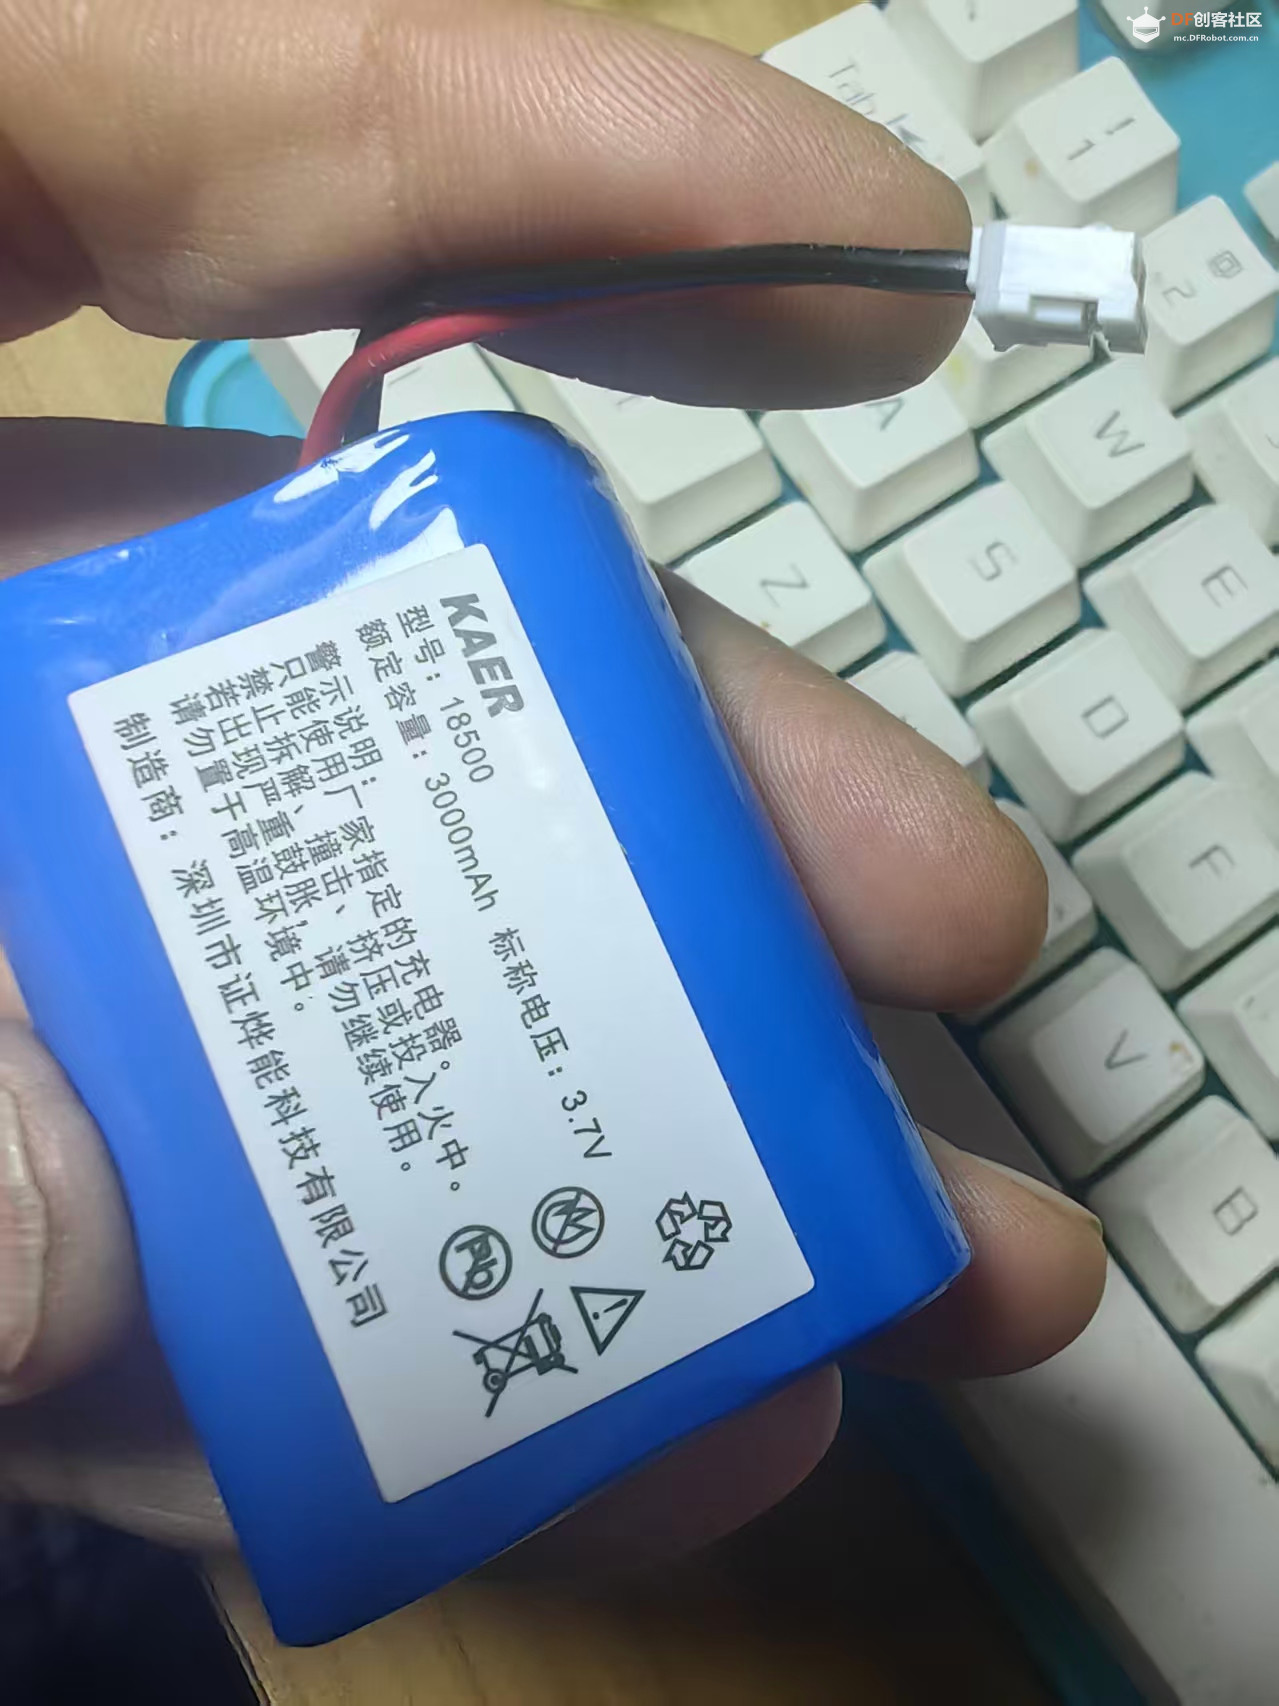 DF创客社区
mc.DFRobot.com.cn
KAER
型号：18500
额定容量：3000mAh 标称电压：3.7V
警示说明：
只能使用厂家指定的充电器。
禁止拆解、撞击、挤压或投入火中。
若出现严重鼓胀，请勿继续使用。
请勿置于高温环境中。
制造商：深圳市证烨能科技有限公司
Pb
Tab
! 1
@ 2
A
W
Z
S
E
D
F
V
B